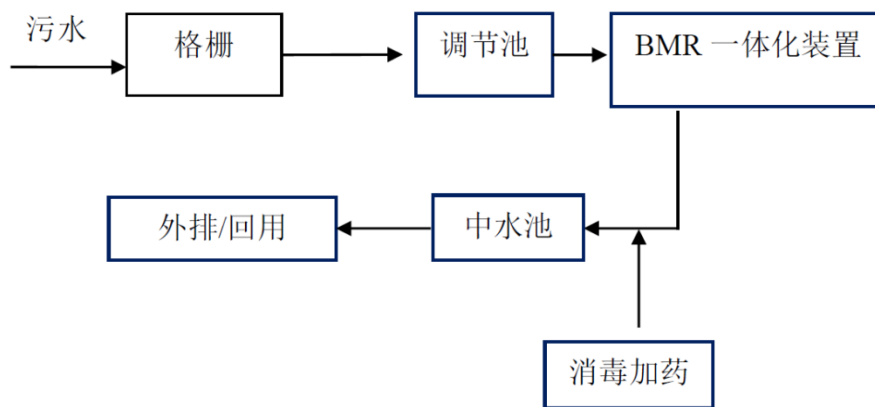 污水
格栅
调节池
BMR 一体化装置
外排/回用
中水池
消毒加药